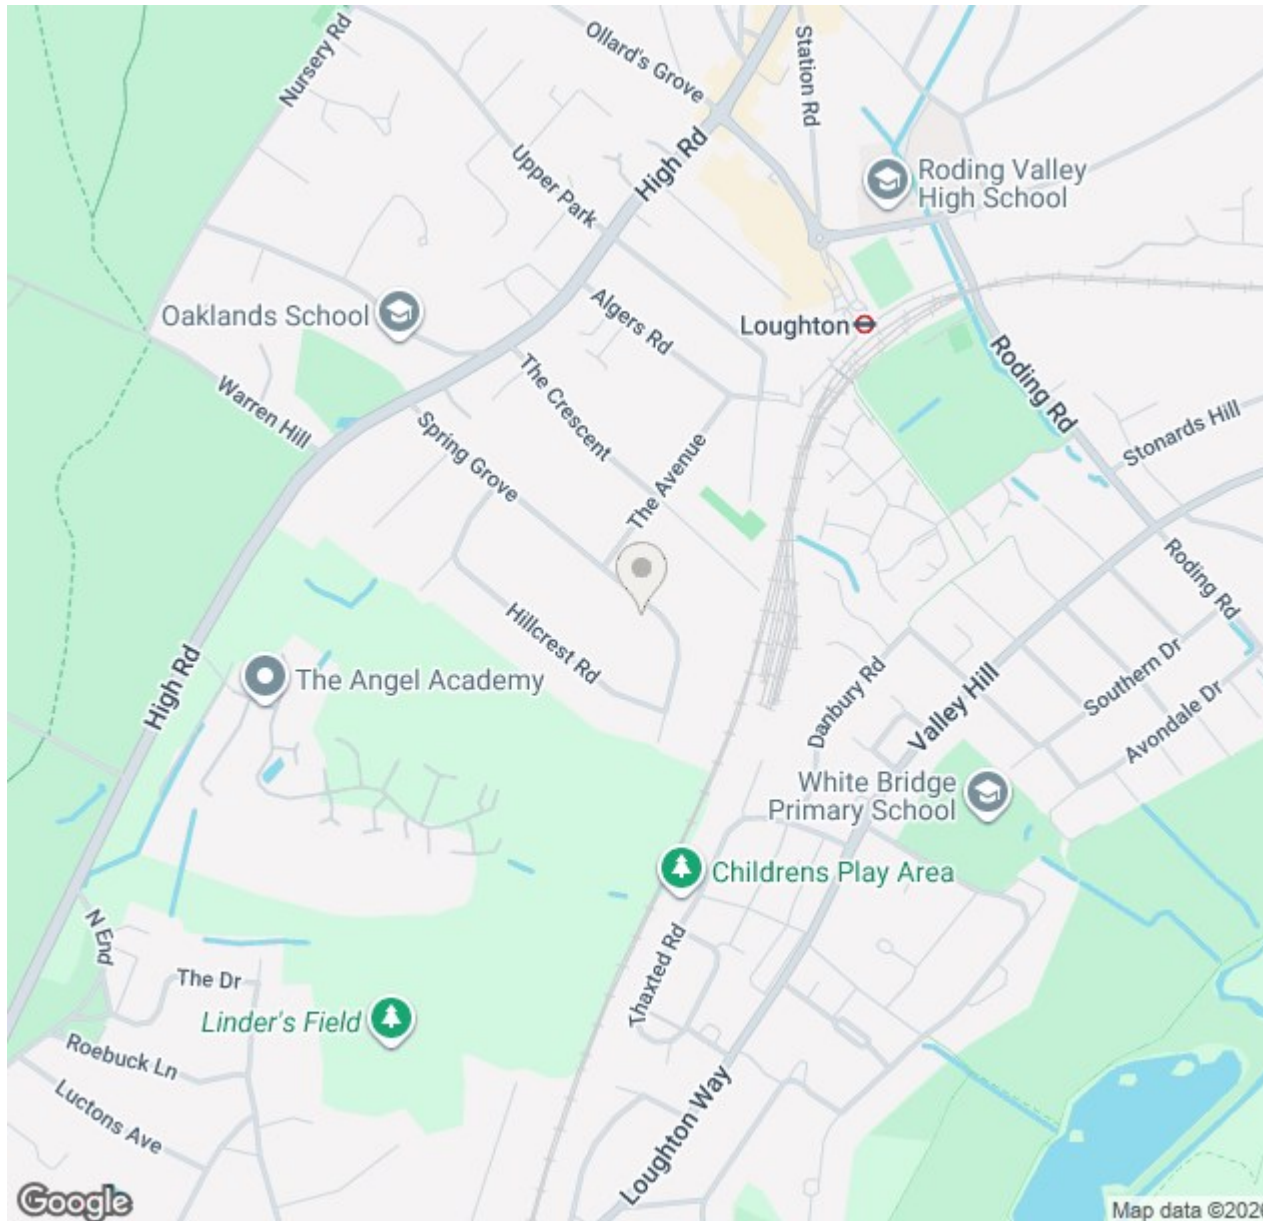 Nursery Rd
Ollard's Grove
Station Rd
High Rd
Upper Park
Roding Valley
High School
Oaklands School
Algers Rd
Loughton
Roding Rd
Warren Hill
The Crescent
Spring Grove
The Avenue
Stonards Hill
Roding Rd
Hillcrest Rd
High Rd
The Angel Academy
Danbury Rd
Valley Hill
Southern Dr
Avondale Dr
White Bridge
Primary School
Childrens Play Area
N End
Thaxted Rd
The Dr
Linder's Field
Roebuck Ln
Luctons Ave
Loughton Way
Google
Map data ©2026